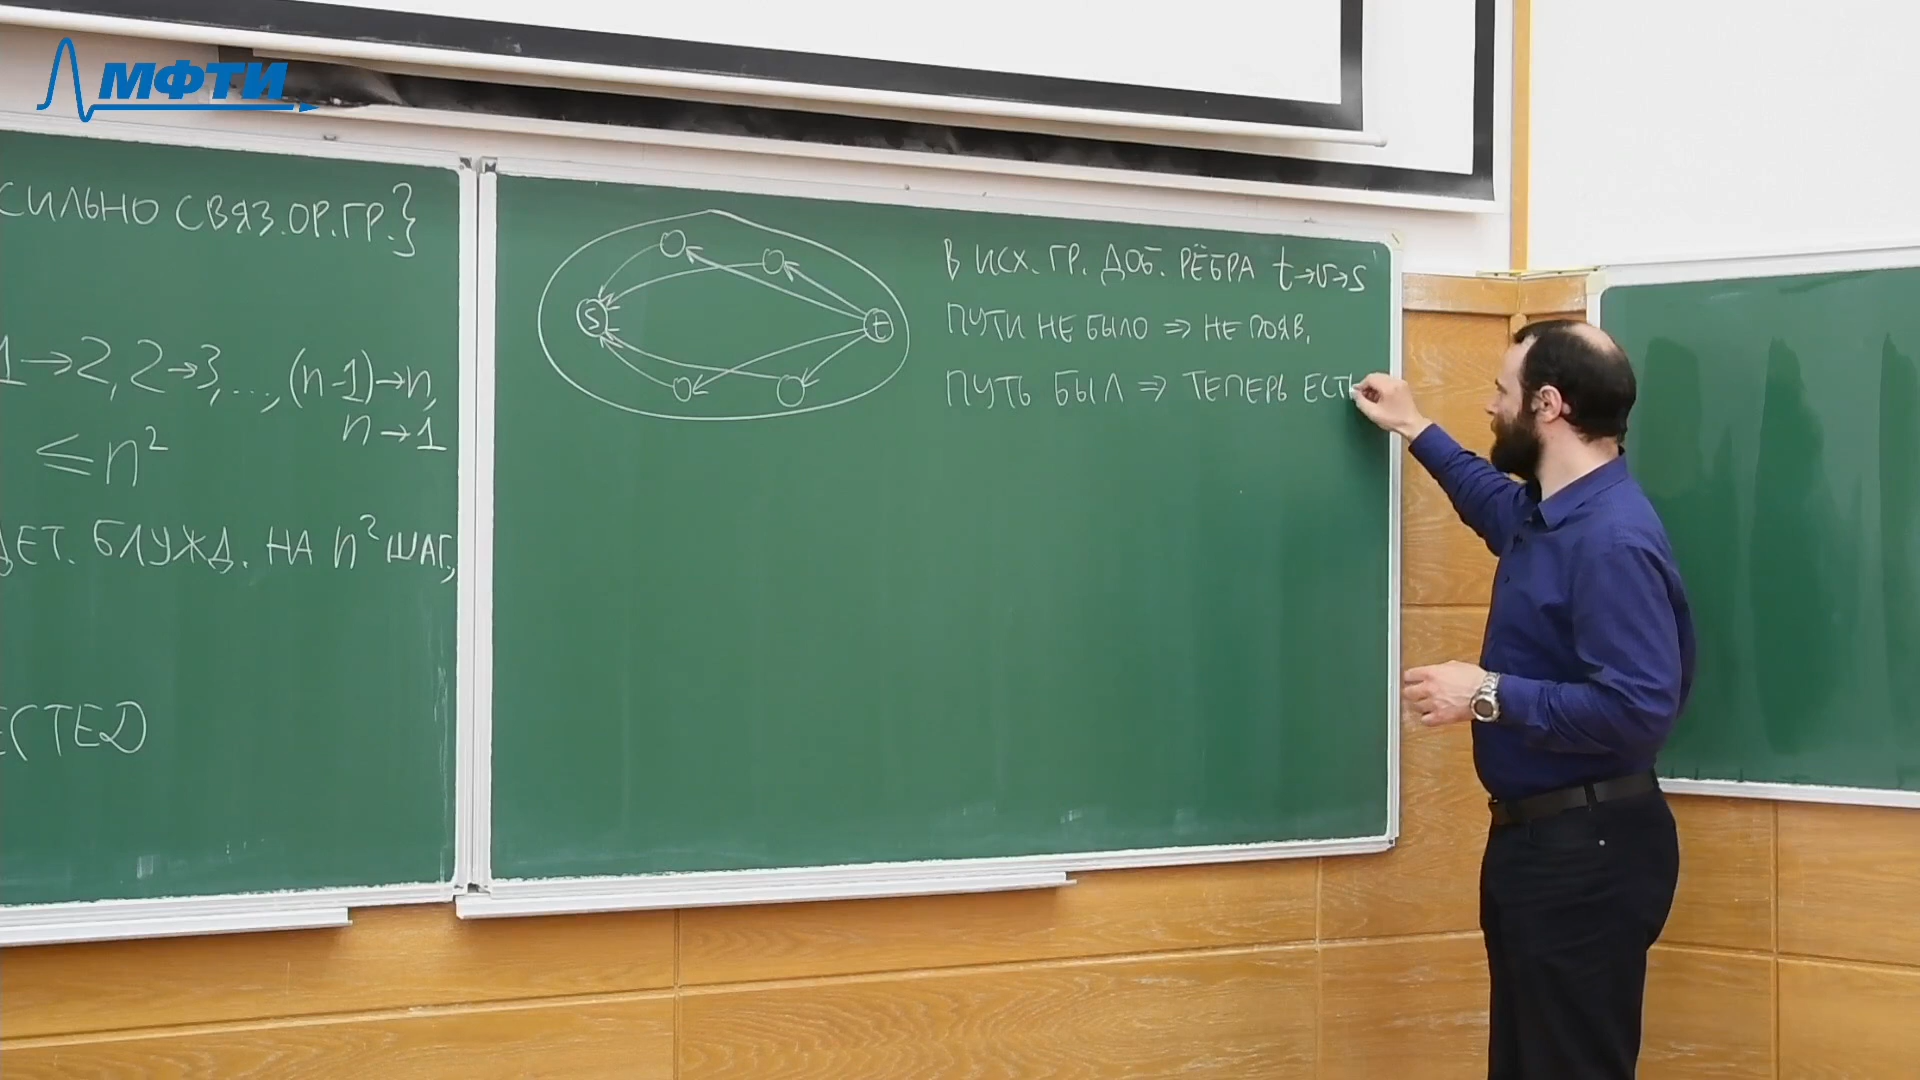 МФТИ
СИЛЬНО СВЯЗ.ОР.ГР.}
1→2, 2→3, ..., (n-1)→n,
n→1
≤ n²
ДЕТ. БЛУЖД. НА n² ШАГ,
ESTED
S
t
В ИСХ. ГР. ДОБ. РЁБРА t→v→s
ПУТИ НЕ БЫЛО ⇒ НЕ ПОЯВ.
ПУТЬ БЫЛ ⇒ ТЕПЕРЬ ЕСТЬ